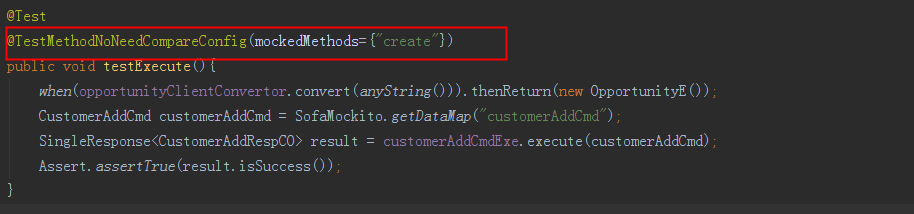 @Test
@TestMethodNoNeedCompareConfig(mockedMethods={"create"})
public void testExecute(){
when(opportunityClientConvertor.convert(anyString())).thenReturn(new OpportunityE());
CustomerAddCmd customerAddCmd = SofaMockito.getDataMap("customerAddCmd");
SingleResponse<CustomerAddRespCO> result = customerAddCmdExe.execute(customerAddCmd);
Assert.assertTrue(result.isSuccess());
}